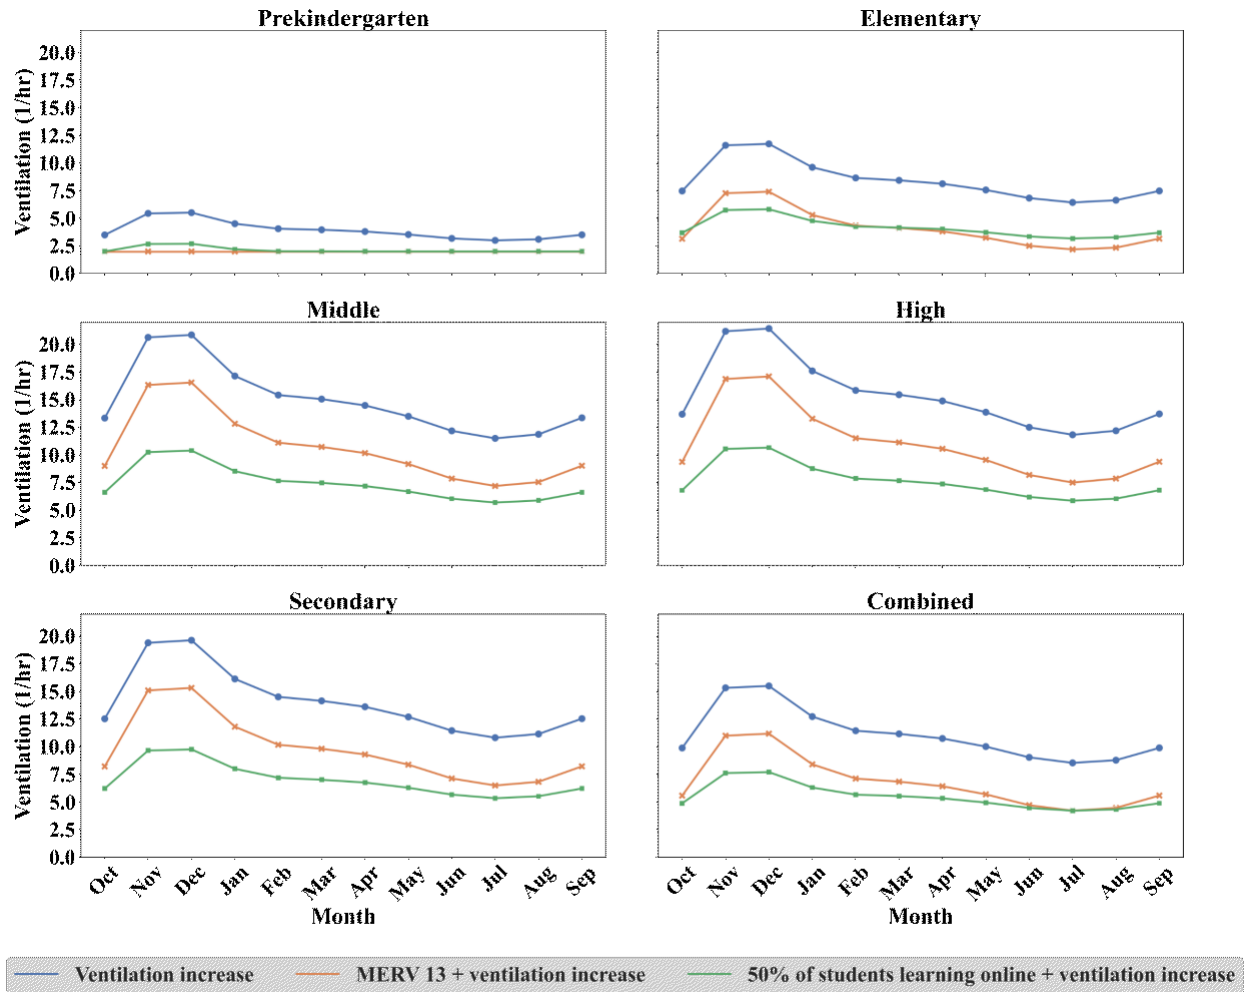 Prekindergarten
Elementary
Ventilation (1/hr)
20.0
17.5
15.0
12.5
10.0
7.5
5.0
2.5
0.0
20.0
17.5
15.0
12.5
10.0
7.5
5.0
2.5
0.0
Middle
High
Ventilation (1/hr)
20.0
17.5
15.0
12.5
10.0
7.5
5.0
2.5
0.0
Secondary
Combined
Ventilation (1/hr)
Oct Nov Dec Jan Feb Mar Apr May Jun Jul Aug Sep
Oct Nov Dec Jan Feb Mar Apr May Jun Jul Aug Sep
Month
Month
Ventilation increase
MERV 13 + ventilation increase
50% of students learning online + ventilation increase